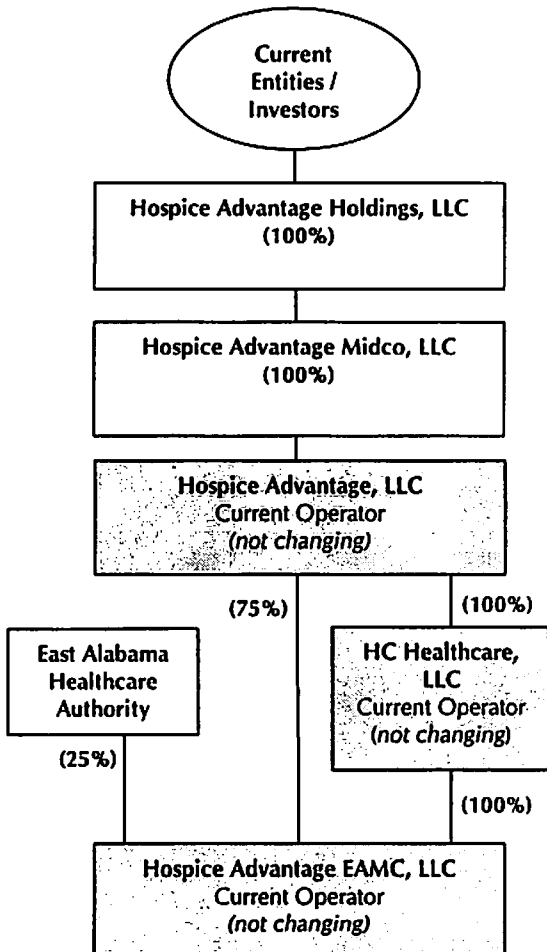 Current
Entities /
Investors
Hospice Advantage Holdings, LLC
(100%)
Hospice Advantage Midco, LLC
(100%)
Hospice Advantage, LLC
Current Operator
(not changing)
(75%)
(100%)
East Alabama
Healthcare
Authority
HC Healthcare,
LLC
Current Operator
(not changing)
(25%)
(100%)
Hospice Advantage EAMC, LLC
Current Operator
(not changing)